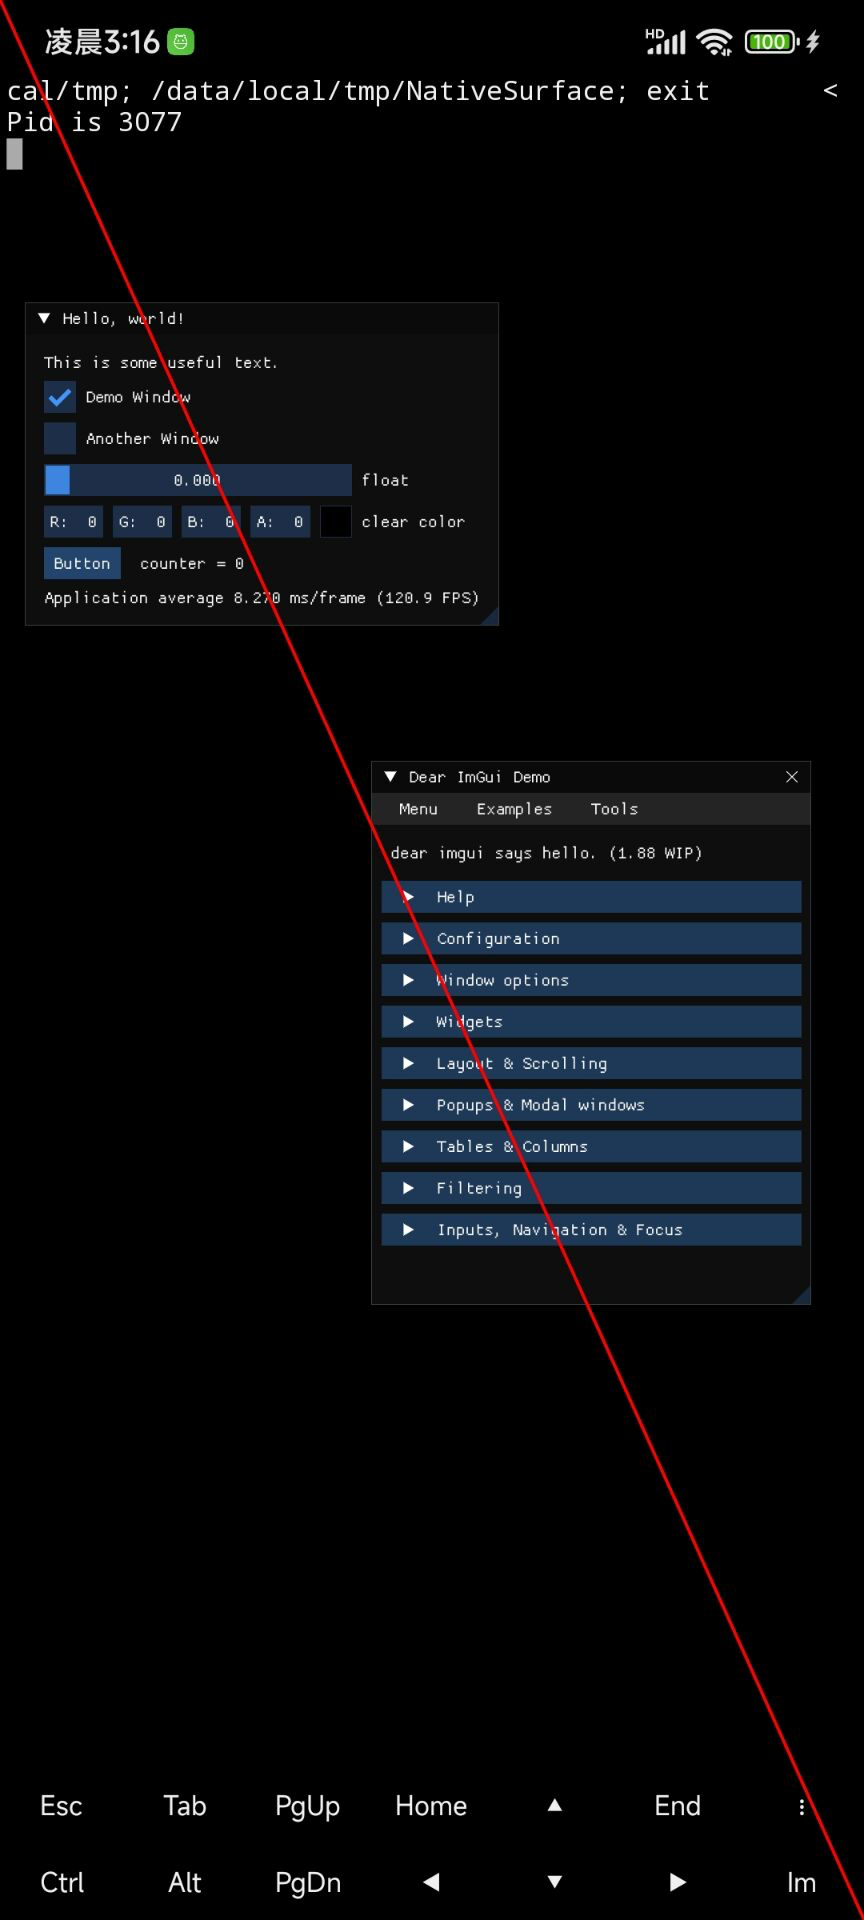 凌晨3:16 HD 100
cal/tmp; /data/local/tmp/NativeSurface; exit <
Pid is 3077
Hello, world!
This is some useful text.
Demo Window
Another Window
0.000 float
R: 0 G: 0 B: 0 A: 0 clear color
Button counter = 0
Application average 8.270 ms/frame (120.9 FPS)
Dear ImGui Demo
Menu Examples Tools
dear imgui says hello. (1.88 WIP)
Help
Configuration
Window options
Widgets
Layout & Scrolling
Popups & Modal windows
Tables & Columns
Filtering
Inputs, Navigation & Focus
Esc Tab PgUp Home End
Ctrl Alt PgDn Im